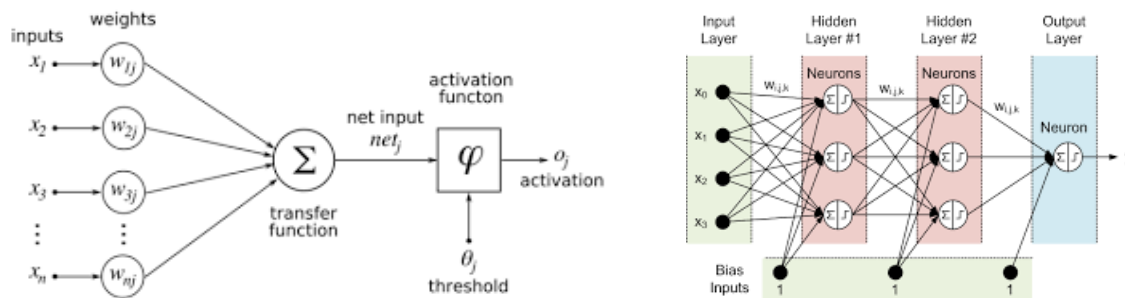 weights
inputs
x1
w1j
x2
w2j
x3
w3j
⋮
⋮
xn
wnj
Σ
transfer
function
net input
netj
activation
functon
φ
oj
activation
θj
threshold
Input
Layer
Hidden
Layer #1
Hidden
Layer #2
Output
Layer
Neurons
Neurons
Neuron
wi,j,k
wi,j,k
wi,j,k
x0
x1
x2
x3
Σ
Σ
Σ
Σ
Σ
Σ
Σ
Bias
Inputs
1
1
1